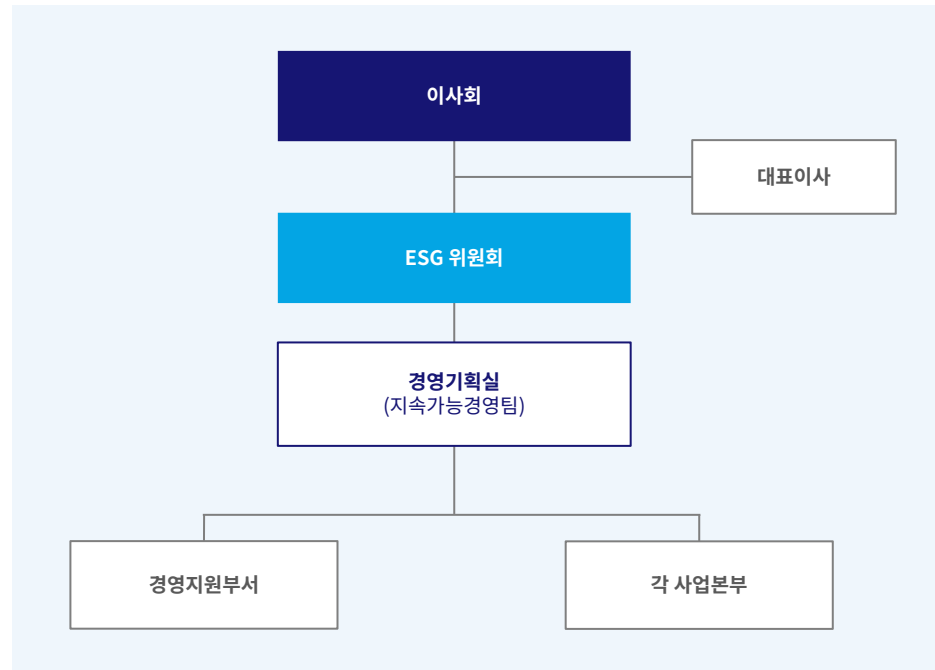 이사회
대표이사
ESG 위원회
경영기획실
(지속가능경영팀)
경영지원부서
각 사업본부